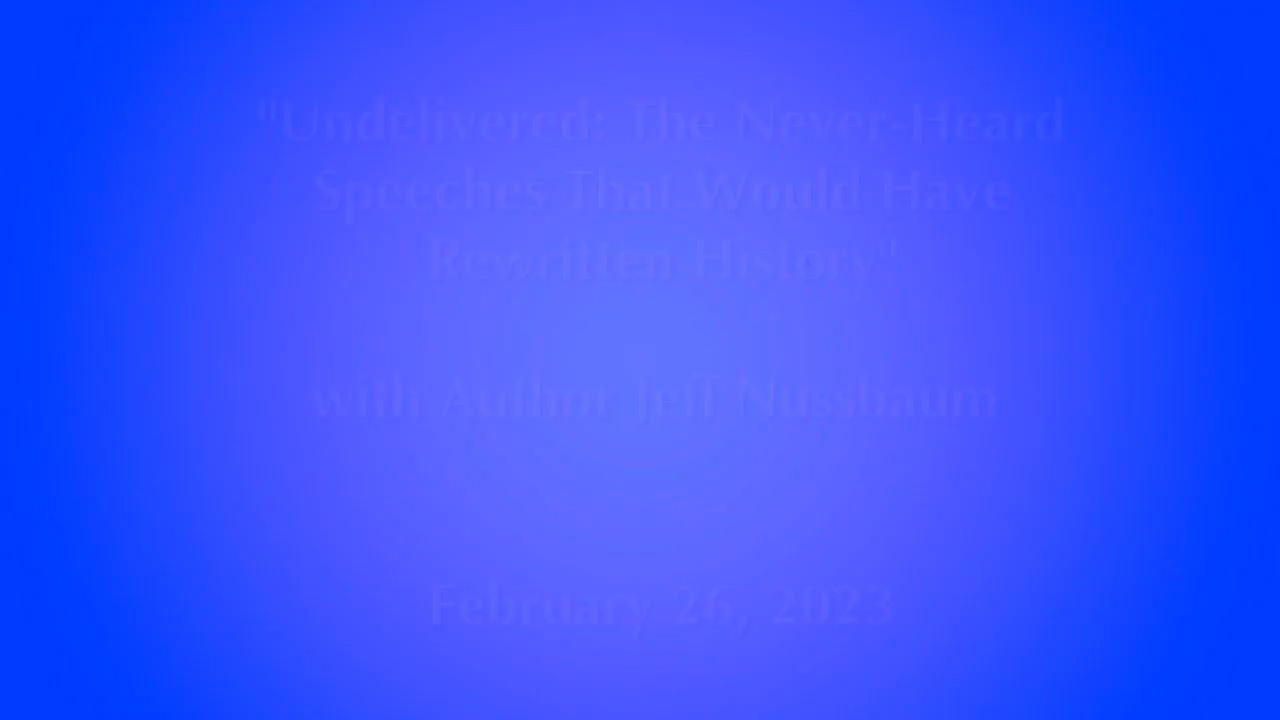 "Undelivered: The Never-Heard
Speeches That Would Have
Rewritten History"
with Author Jeff Nussbaum
February 26, 2023